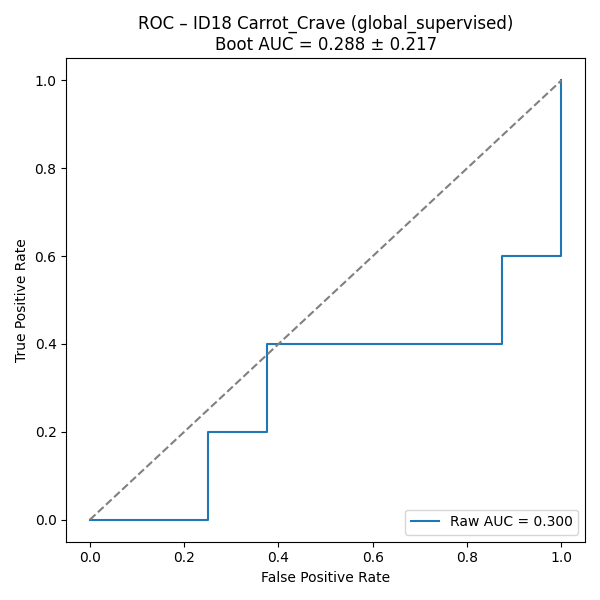 ROC – ID18 Carrot_Crave (global_supervised)
Boot AUC = 0.288 ± 0.217
True Positive Rate
1.0
0.8
0.6
0.4
0.2
0.0
Raw AUC = 0.300
0.0 0.2 0.4 0.6 0.8 1.0
False Positive Rate